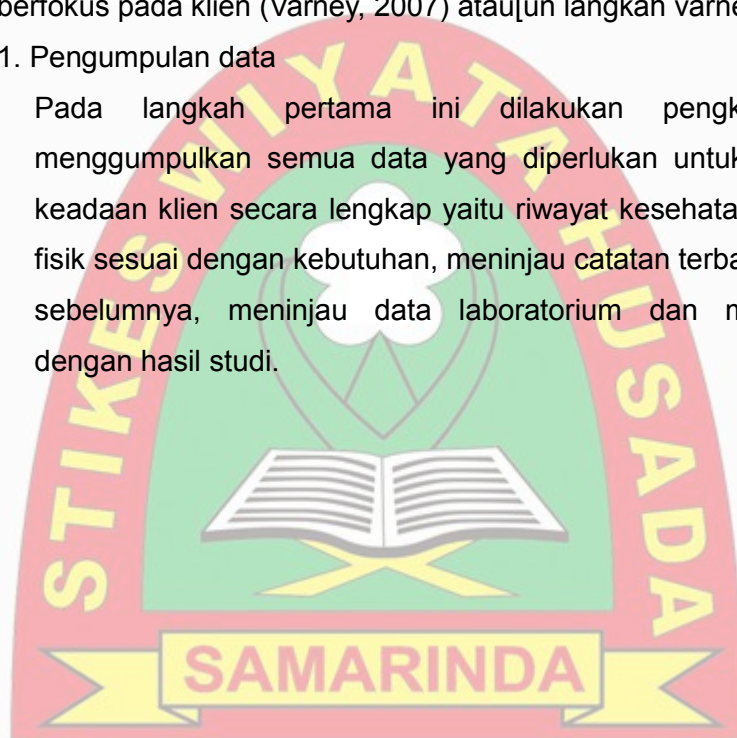 berfokus pada klien (Varney, 2007) atau[un langkah varne
1. Pengumpulan data
Pada langkah pertama ini dilakukan pengk
menggumpulkan semua data yang diperlukan untuk
keadaan klien secara lengkap yaitu riwayat kesehata
fisik sesuai dengan kebutuhan, meninjau catatan terba
sebelumnya, meninjau data laboratorium dan m
dengan hasil studi.
STIKES WIYATA HUSADA
SAMARINDA